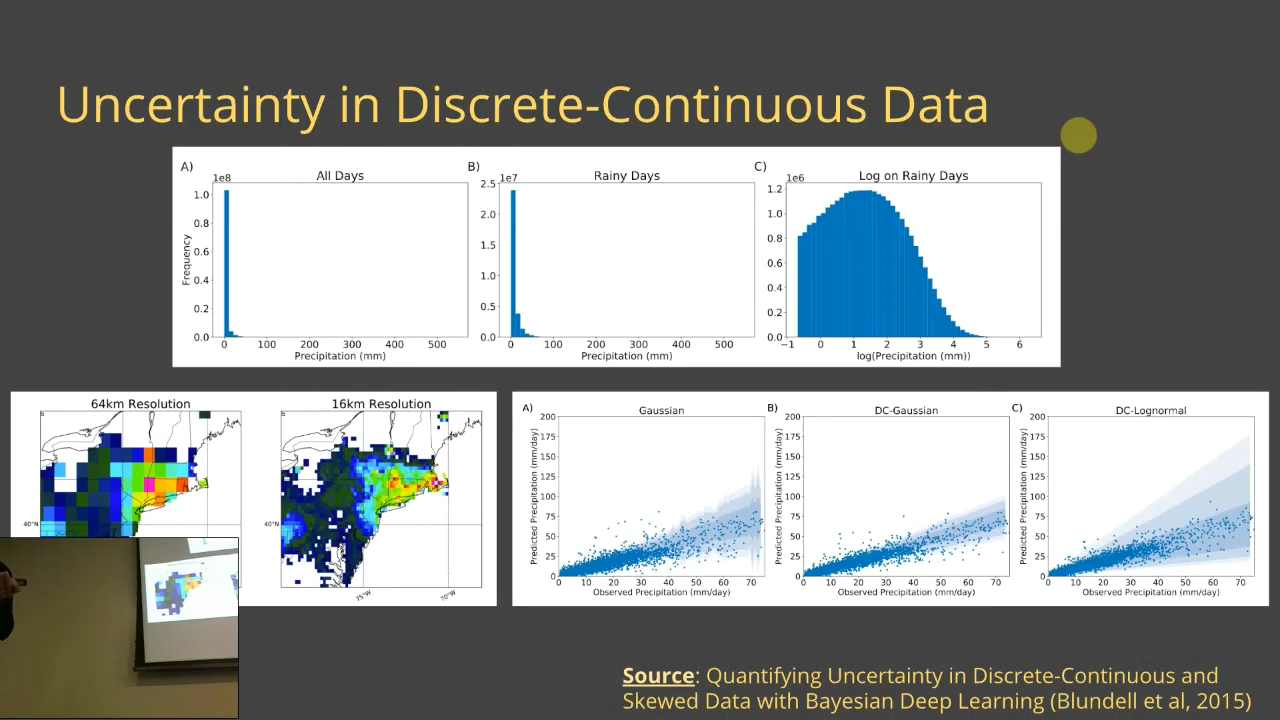 Uncertainty in Discrete-Continuous Data
A) B) C)
All Days
1e8
1.0
0.8
0.6
0.4
0.2
0.0
Frequency
0 100 200 300 400 500
Precipitation (mm)
Rainy Days
1e7
2.5
2.0
1.5
1.0
0.5
0.0
0 100 200 300 400 500
Precipitation (mm)
Log on Rainy Days
1e6
1.2
1.0
0.8
0.6
0.4
0.2
0.0
−1 0 1 2 3 4 5 6
log(Precipitation (mm))
64km Resolution
40°N
16km Resolution
40°N
75°W 70°W
A) Gaussian
200
175
150
125
100
75
50
25
0
Predicted Precipitation (mm/day)
10 20 30 40 50 60 70
Observed Precipitation (mm/day)
B) DC-Gaussian
200
175
150
125
100
75
50
25
0
Predicted Precipitation (mm/day)
0 10 20 30 40 50 60 70
Observed Precipitation (mm/day)
C) DC-Lognormal
200
175
150
125
100
75
50
25
0
Predicted Precipitation (mm/day)
0 10 20 30 40 50 60 70
Observed Precipitation (mm/day)
Source: Quantifying Uncertainty in Discrete-Continuous and
Skewed Data with Bayesian Deep Learning (Blundell et al, 2015)